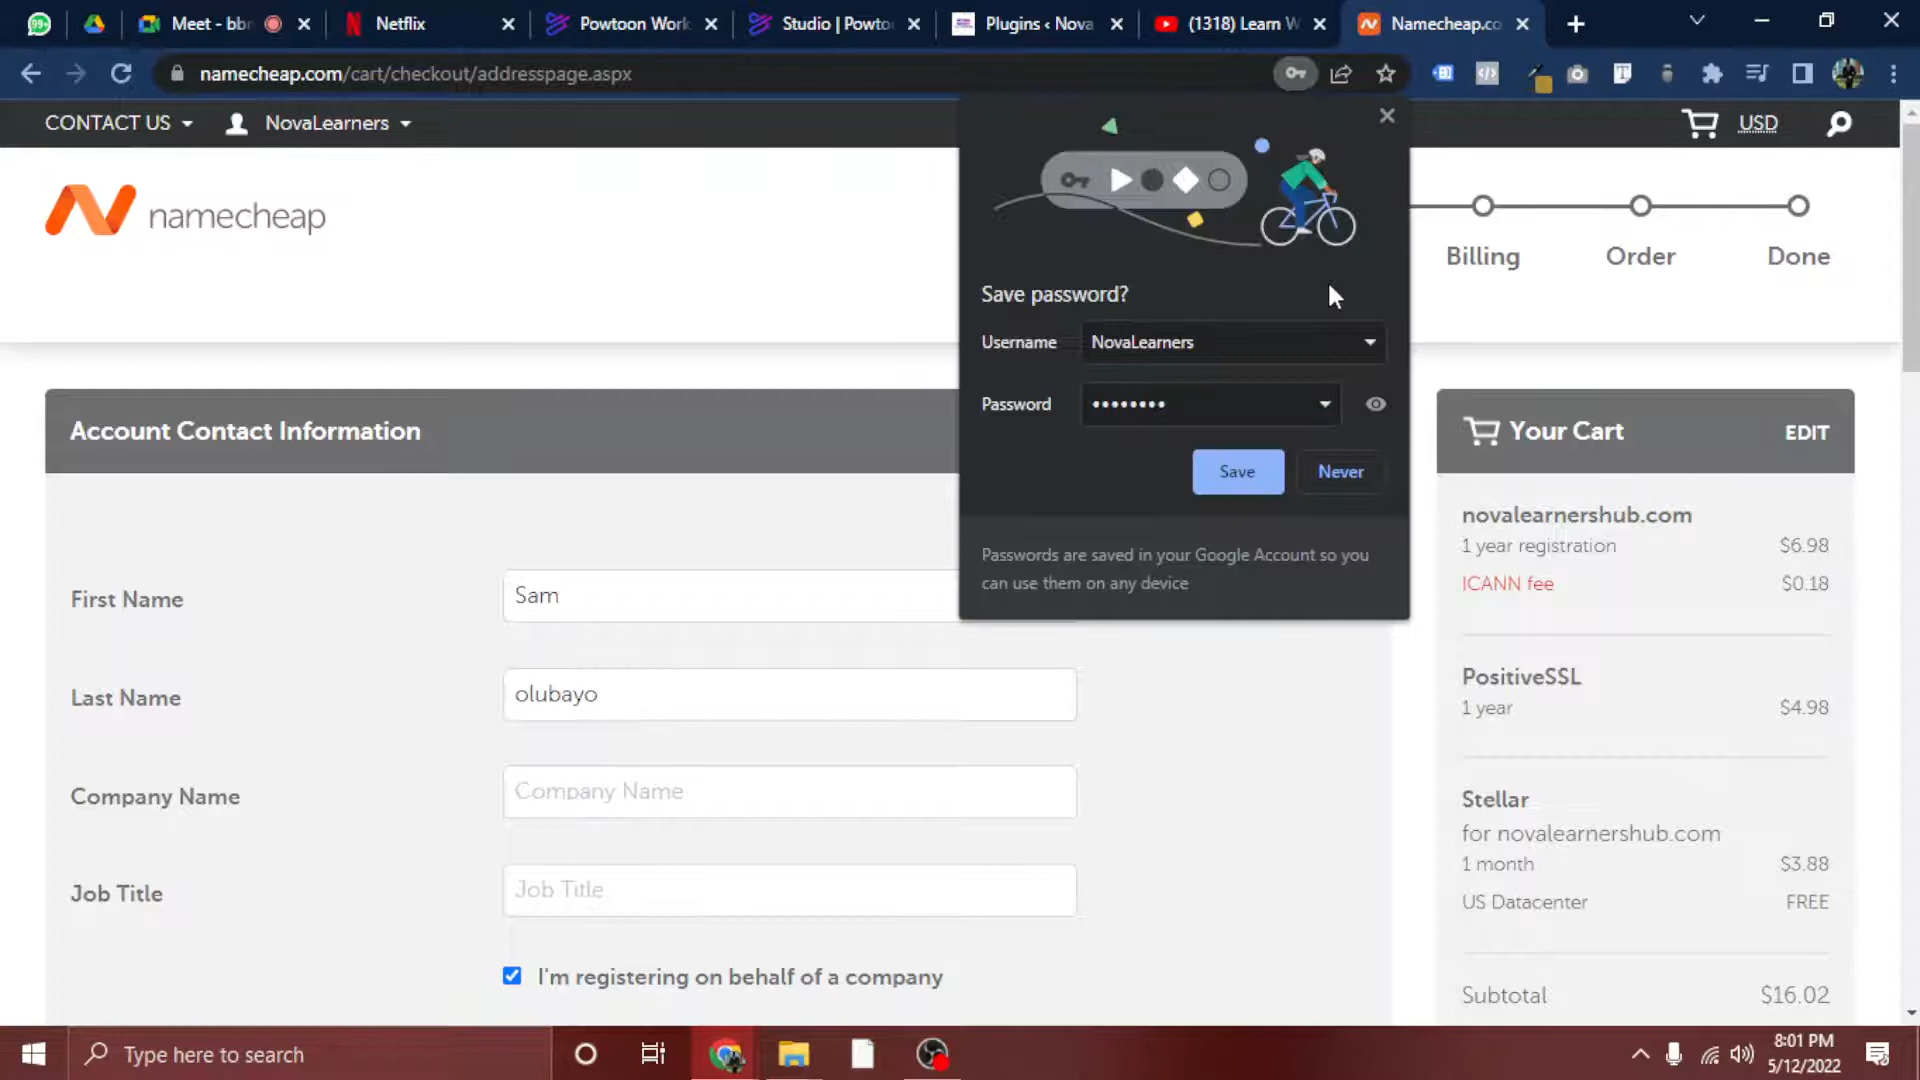 99+
Meet - bbr
Netflix
Powtoon Work
Studio | Powto
Plugins ‹ Nova
(1318) Learn W
Namecheap.co
namecheap.com/cart/checkout/addresspage.aspx
CONTACT US
NovaLearners
USD
namecheap
Billing
Order
Done
Save password?
Username
NovaLearners
Password
••••••••
Save
Never
Passwords are saved in your Google Account so you
can use them on any device
Account Contact Information
First Name
Sam
Last Name
olubayo
Company Name
Company Name
Job Title
Job Title
I'm registering on behalf of a company
Your Cart
EDIT
novalearnershub.com
1 year registration
$6.98
ICANN fee
$0.18
PositiveSSL
1 year
$4.98
Stellar
for novalearnershub.com
1 month
$3.88
US Datacenter
FREE
Subtotal
$16.02
Type here to search
8:01 PM
5/12/2022